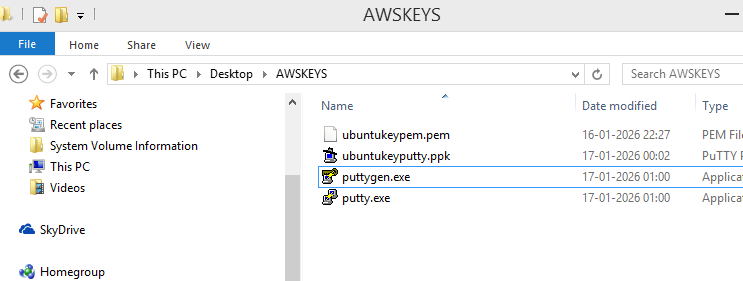 AWSKEYS
File Home Share View
This PC Desktop AWSKEYS Search AWSKEYS
Favorites
Recent places
System Volume Information
This PC
Videos
SkyDrive
Homegroup
Name Date modified Type
ubuntukeypem.pem 16-01-2026 22:27 PEM File
ubuntukeyputty.ppk 17-01-2026 00:02 PuTTY P
puttygen.exe 17-01-2026 01:00 Applica
putty.exe 17-01-2026 01:00 Applica